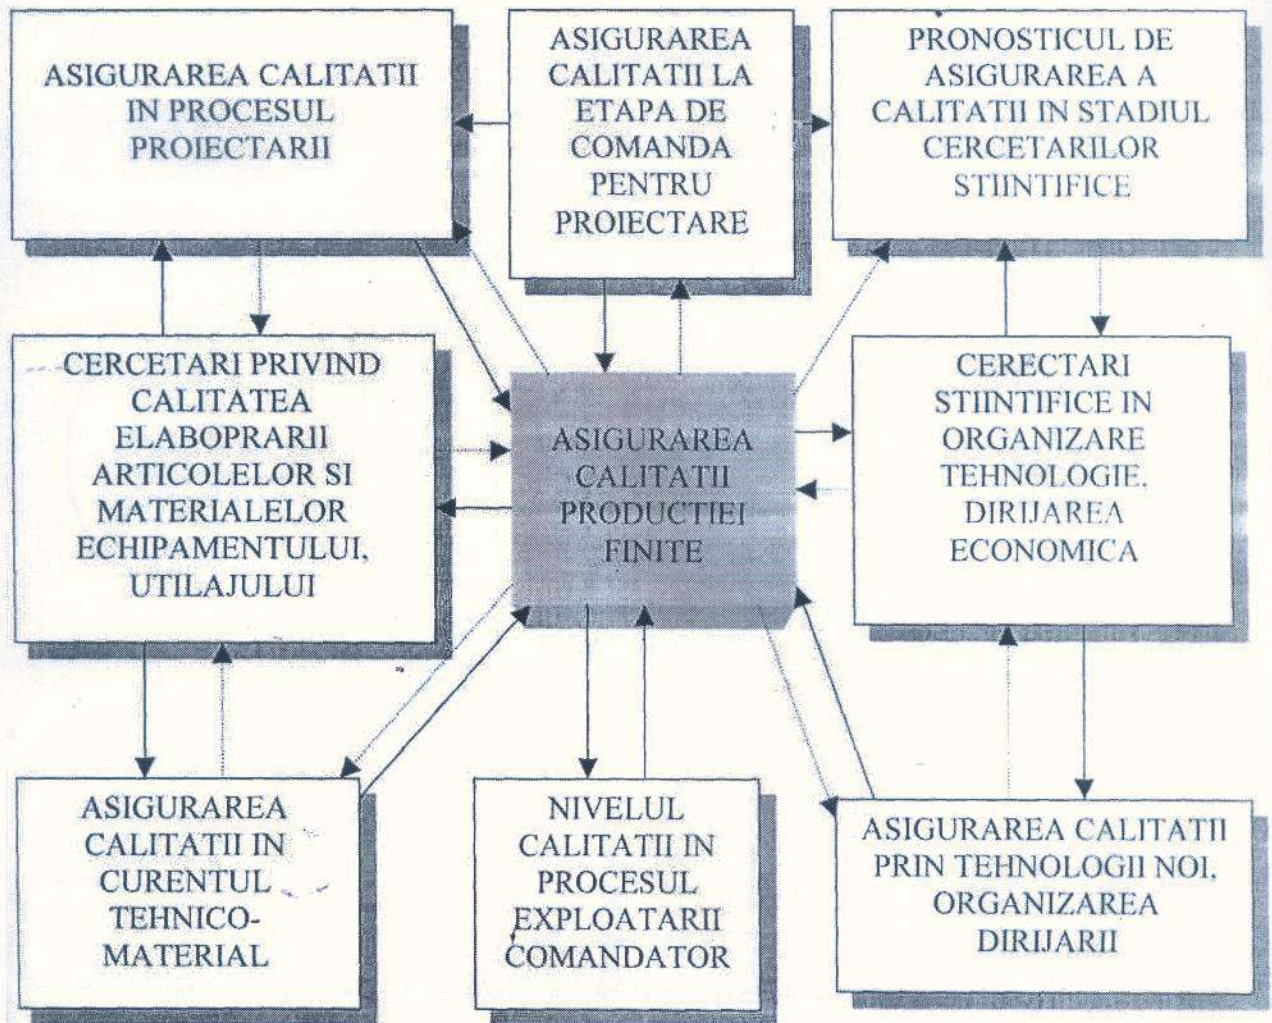 ASIGURAREA CALITATII
IN PROCESUL
PROIECTARII
ASIGURAREA
CALITATII LA
ETAPA DE
COMANDA
PENTRU
PROIECTARE
PRONOSTICUL DE
ASIGURAREA A
CALITATII IN STADIUL
CERCETARILOR
STIINTIFICE
CERCETARI PRIVIND
CALITATEA
ELABOPRARII
ARTICOLELOR SI
MATERIALELOR
ECHIPAMENTULUI,
UTILAJULUI
ASIGURAREA
CALITATII
PRODUCTIEI
FINITE
CERECTARI
STIINTIFICE IN
ORGANIZARE
TEHNOLOGIE,
DIRIJAREA
ECONOMICA
ASIGURAREA
CALITATII IN
CURENTUL
TEHNICO-
MATERIAL
NIVELUL
CALITATII IN
PROCESUL
EXPLOATARII
COMANDATOR
ASIGURAREA CALITATII
PRIN TEHNOLOGII NOI,
ORGANIZAREA
DIRIJARII